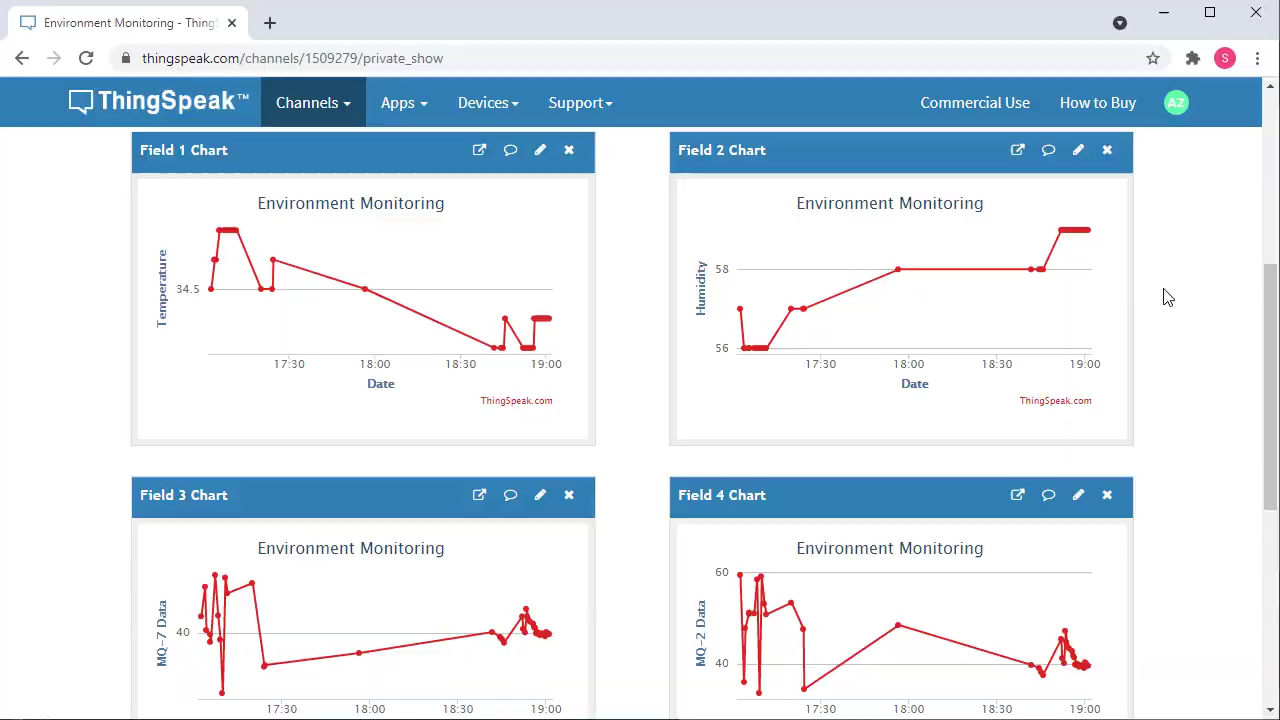 Environment Monitoring - Thing
thingspeak.com/channels/1509279/private_show
S
ThingSpeak™
Channels
Apps
Devices
Support
Commercial Use
How to Buy
AZ
Field 1 Chart
Environment Monitoring
Temperature
34.5
17:30 18:00 18:30 19:00
Date
ThingSpeak.com
Field 2 Chart
Environment Monitoring
Humidity
58
56
17:30 18:00 18:30 19:00
Date
ThingSpeak.com
Field 3 Chart
Environment Monitoring
MQ-7 Data
40
17:30 18:00 18:30 19:00
Field 4 Chart
Environment Monitoring
MQ-2 Data
60
40
17:30 18:00 18:30 19:00